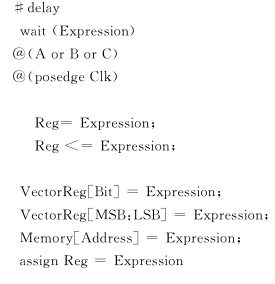 # delay
wait (Expression)
@(A or B or C)
@(posedge Clk)
Reg= Expression;
Reg <= Expression;
VectorReg[Bit] = Expression;
VectorReg[MSB:LSB] = Expression;
Memory[Address] = Expression;
assign Reg = Expression